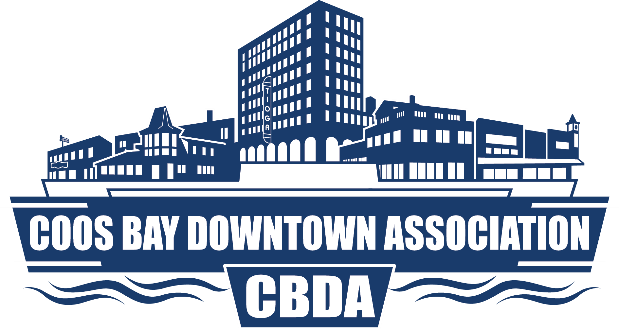 TIOGA
COOS BAY DOWNTOWN ASSOCIATION
CBDA